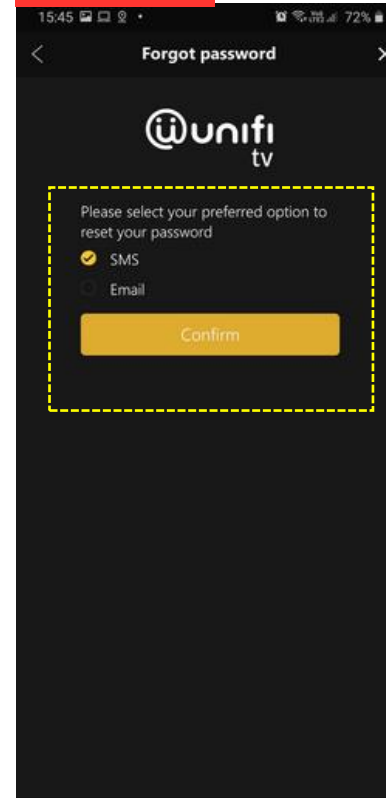 15:45 72%
Forgot password
unifi
tv
Please select your preferred option to
reset your password
SMS
Email
Confirm